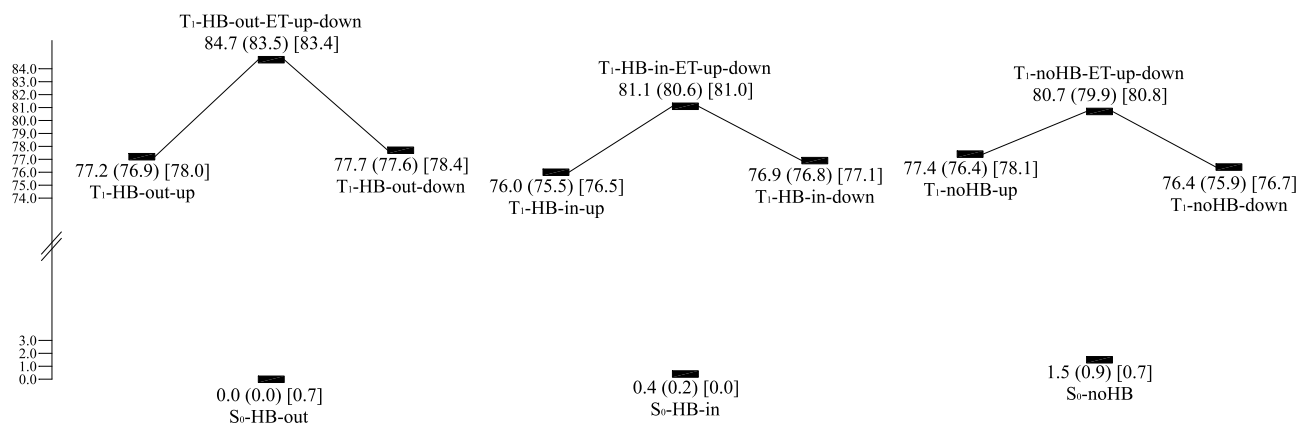 T₁-HB-out-ET-up-down
84.7 (83.5) [83.4]
T₁-HB-in-ET-up-down
81.1 (80.6) [81.0]
T₁-noHB-ET-up-down
80.7 (79.9) [80.8]
84.0
83.0
82.0
81.0
80.0
79.0
78.0
77.0
76.0
75.0
74.0
77.2 (76.9) [78.0]
T₁-HB-out-up
77.7 (77.6) [78.4]
T₁-HB-out-down
76.0 (75.5) [76.5]
T₁-HB-in-up
76.9 (76.8) [77.1]
T₁-HB-in-down
77.4 (76.4) [78.1]
T₁-noHB-up
76.4 (75.9) [76.7]
T₁-noHB-down
3.0
2.0
1.0
0.0
0.0 (0.0) [0.7]
S₀-HB-out
0.4 (0.2) [0.0]
S₀-HB-in
1.5 (0.9) [0.7]
S₀-noHB